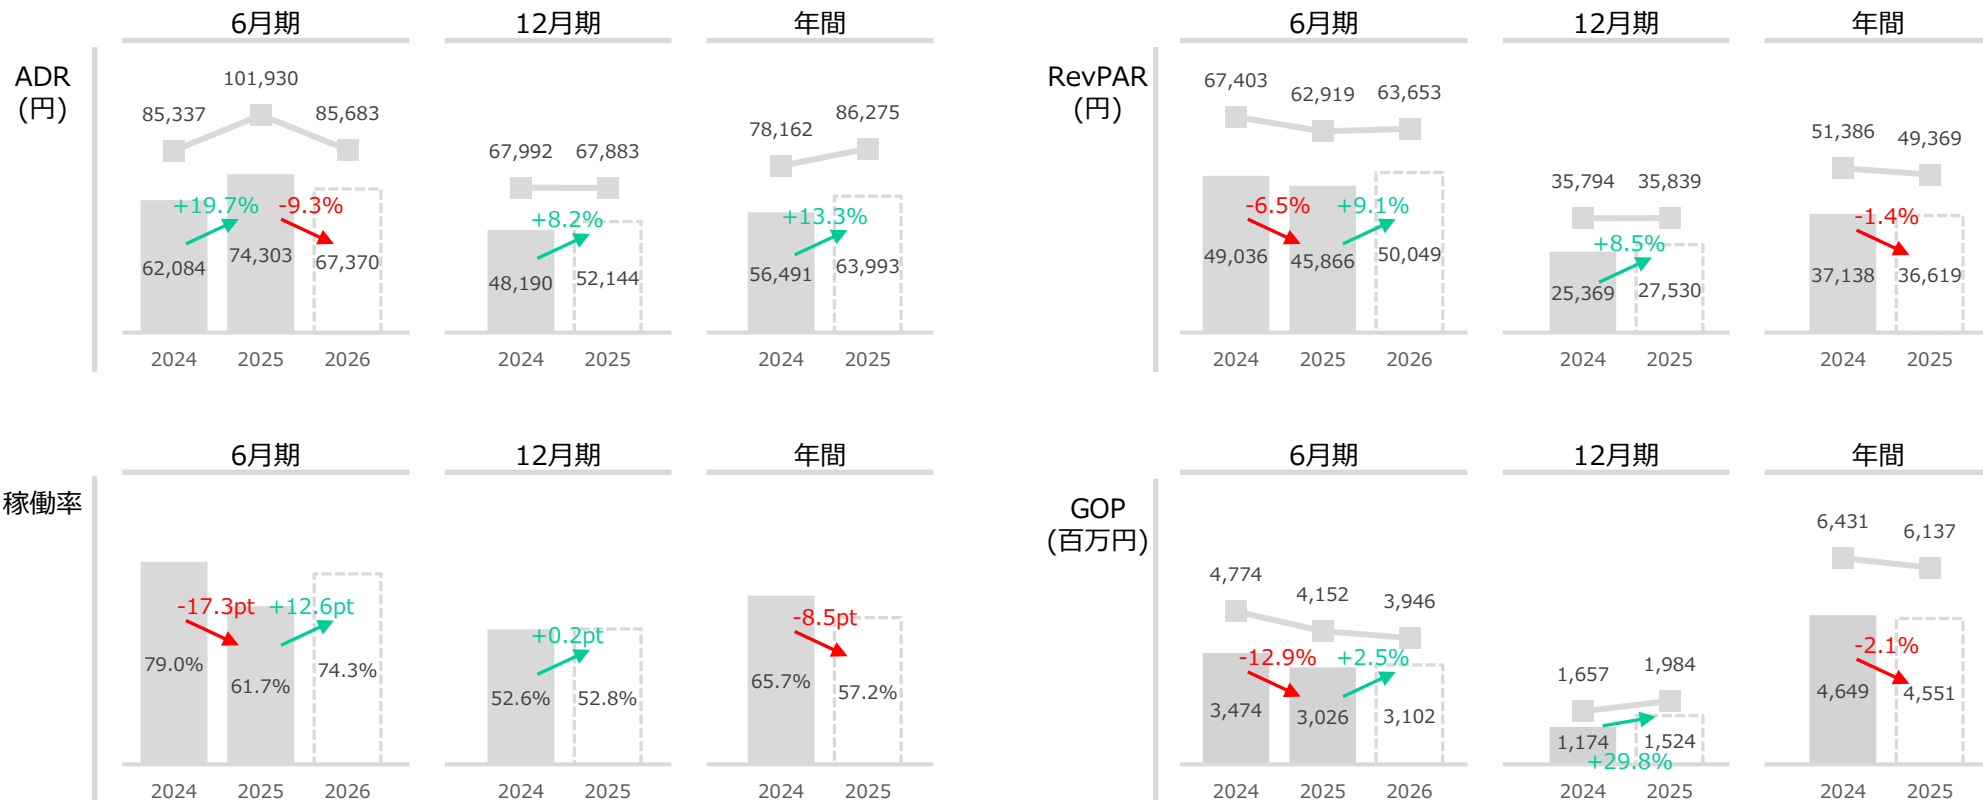 6月期 12月期 年間
ADR
(円)
101,930
85,337 85,683
67,992 67,883
78,162 86,275
+19.7% -9.3%
+8.2%
+13.3%
62,084 74,303 67,370
48,190 52,144
56,491 63,993
2024 2025 2026
2024 2025
2024 2025
6月期 12月期 年間
RevPAR
(円)
67,403 62,919 63,653
35,794 35,839
51,386 49,369
-6.5% +9.1%
+8.5%
-1.4%
49,036 45,866 50,049
25,369 27,530
37,138 36,619
2024 2025 2026
2024 2025
2024 2025
6月期 12月期 年間
稼働率
-17.3pt +12.6pt
+0.2pt
-8.5pt
79.0% 61.7% 74.3%
52.6% 52.8%
65.7% 57.2%
2024 2025 2026
2024 2025
2024 2025
6月期 12月期 年間
GOP
(百万円)
4,774 4,152 3,946
1,657 1,984
6,431 6,137
-12.9% +2.5%
-2.1%
3,474 3,026 3,102
1,174 1,524
+29.8%
4,649 4,551
2024 2025 2026
2024 2025
2024 2025